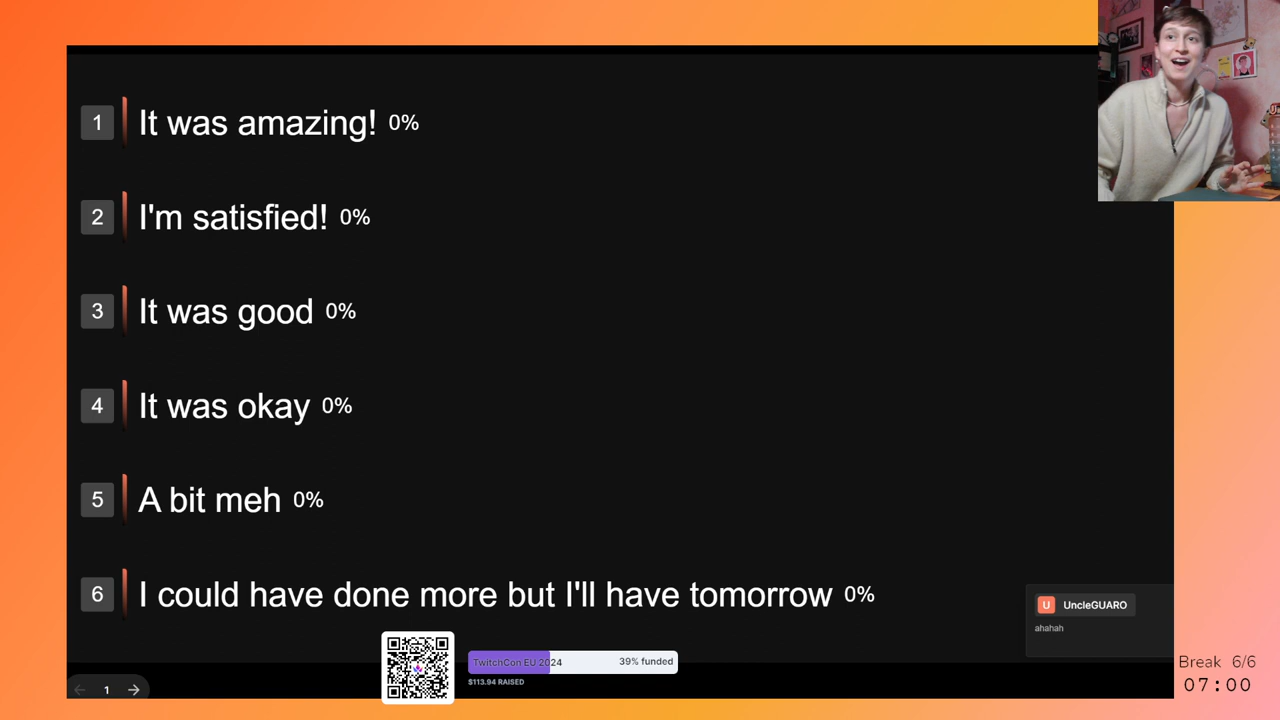 1 It was amazing! 0%
2 I'm satisfied! 0%
3 It was good 0%
4 It was okay 0%
5 A bit meh 0%
6 I could have done more but I'll have tomorrow 0%
U UncleGUARO
ahahah
TwitchCon EU 2024 39% funded
$113.94 RAISED
1
Break 6/6
07:00